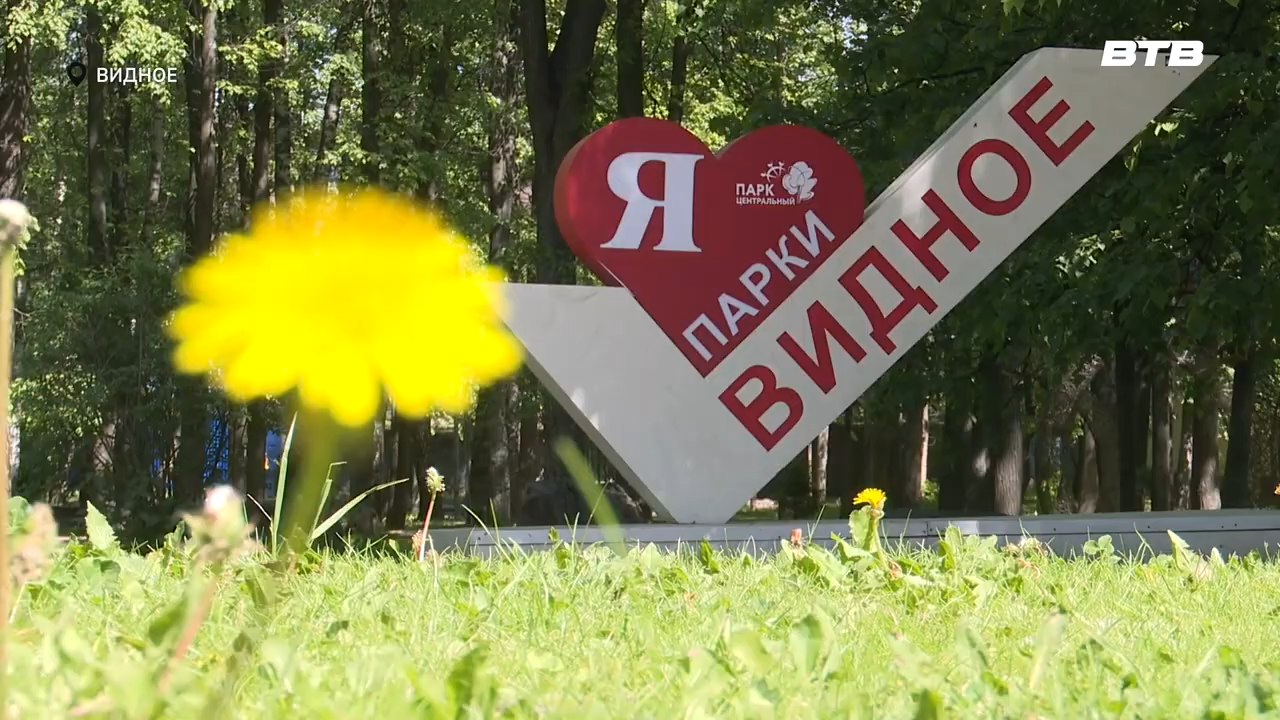 ВИДНОЕ
ВТВ
Я
ПАРК
ЦЕНТРАЛЬНЫЙ
ПАРКИ
ВИДНОЕ